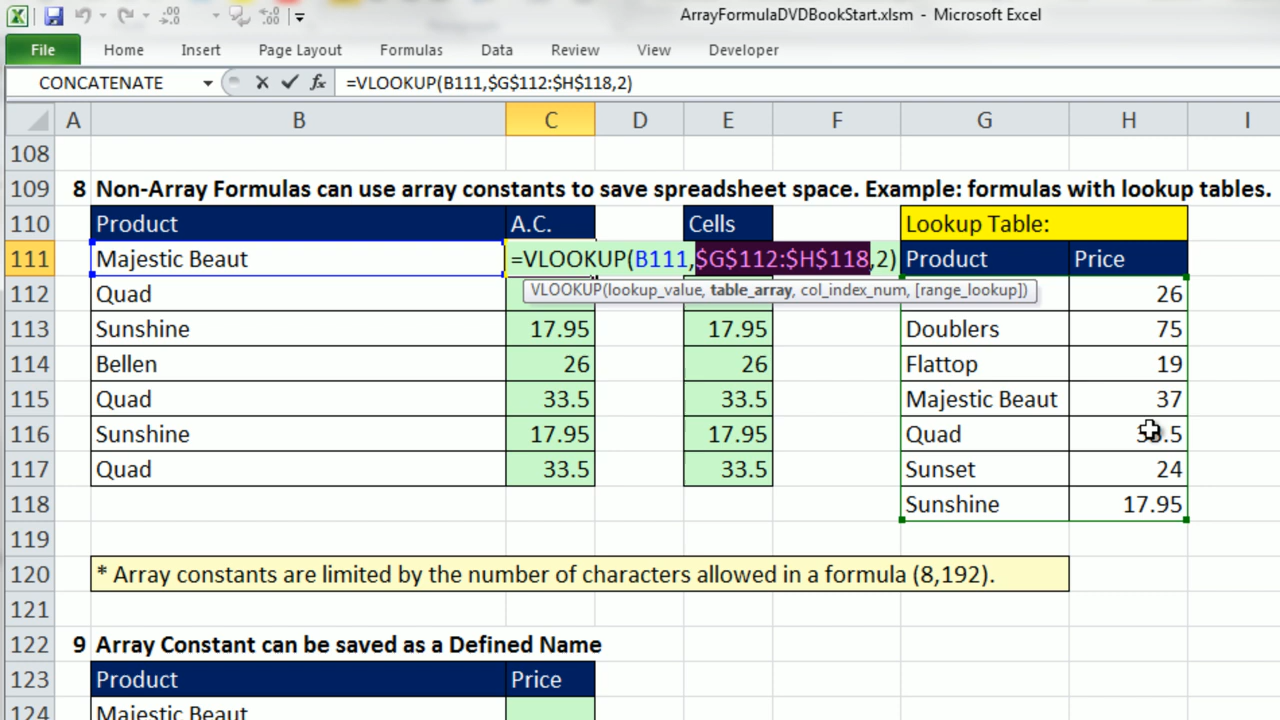 ArrayFormulaDVDBookStart.xlsm - Microsoft Excel
File Home Insert Page Layout Formulas Data Review View Developer
CONCATENATE fx =VLOOKUP(B111,$G$112:$H$118,2)
A B C D E F G H I
108
109 8 Non-Array Formulas can use array constants to save spreadsheet space. Example: formulas with lookup tables.
110 Product A.C. Cells Lookup Table:
111 Majestic Beaut =VLOOKUP(B111,$G$112:$H$118,2) Product Price
112 Quad VLOOKUP(lookup_value, table_array, col_index_num, [range_lookup]) 26
113 Sunshine 17.95 17.95 Doublers 75
114 Bellen 26 26 Flattop 19
115 Quad 33.5 33.5 Majestic Beaut 37
116 Sunshine 17.95 17.95 Quad
117 Quad 33.5 33.5 Sunset 24
118 Sunshine 17.95
119
120 * Array constants are limited by the number of characters allowed in a formula (8,192).
121
122 9 Array Constant can be saved as a Defined Name
123 Product Price
124 Majestic Beaut